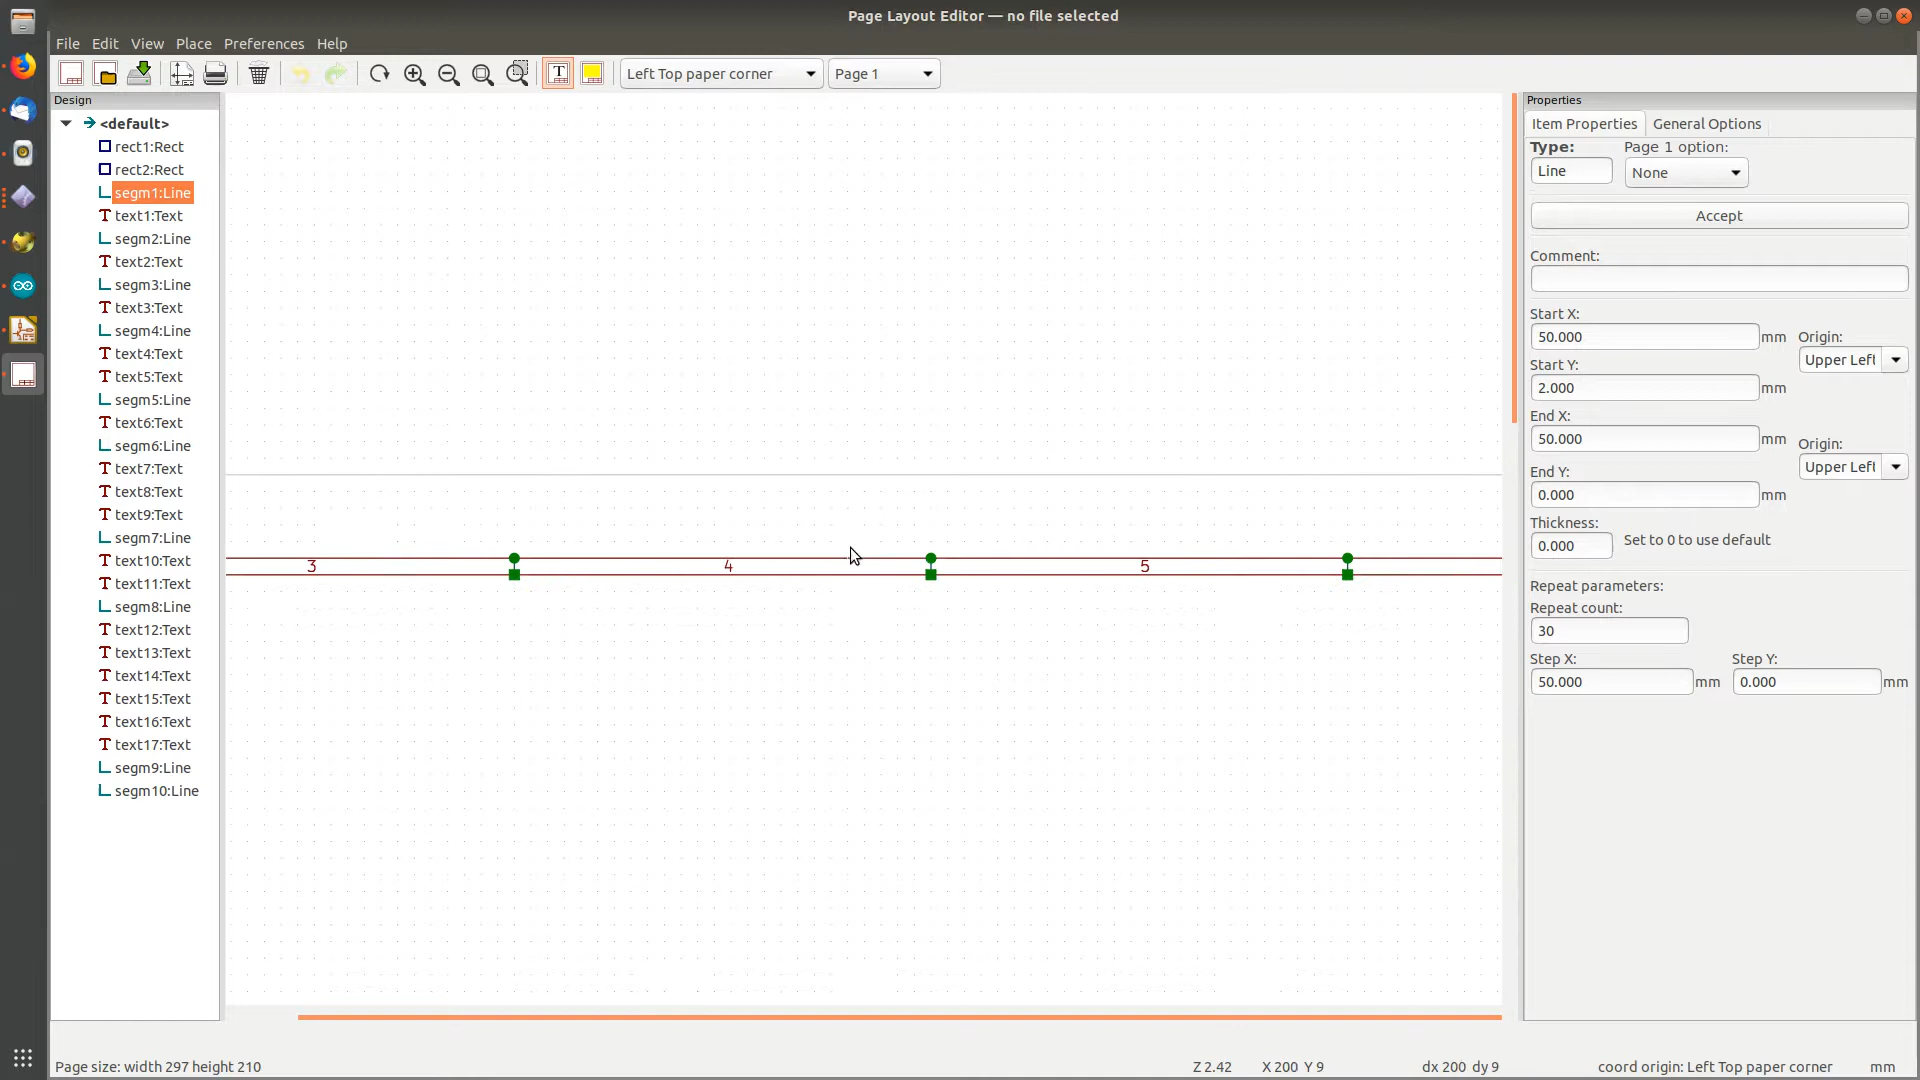 Page Layout Editor — no file selected
File Edit View Place Preferences Help
T Left Top paper corner Page 1
Design
<default>
rect1:Rect
rect2:Rect
segm1:Line
text1:Text
segm2:Line
text2:Text
segm3:Line
text3:Text
segm4:Line
text4:Text
text5:Text
segm5:Line
text6:Text
segm6:Line
text7:Text
text8:Text
text9:Text
segm7:Line
text10:Text
text11:Text
segm8:Line
text12:Text
text13:Text
text14:Text
text15:Text
text16:Text
text17:Text
segm9:Line
segm10:Line
3 4 5
Properties
Item Properties General Options
Type: Page 1 option:
Line None
Accept
Comment:
Start X:
50.000 mm Origin:
Upper Left
Start Y:
2.000 mm
End X:
50.000 mm Origin:
Upper Left
End Y:
0.000 mm
Thickness:
0.000 Set to 0 to use default
Repeat parameters:
Repeat count:
30
Step X: Step Y:
50.000 mm 0.000 mm
Page size: width 297 height 210 Z 2.42 X 200 Y 9 dx 200 dy 9 coord origin: Left Top paper corner mm